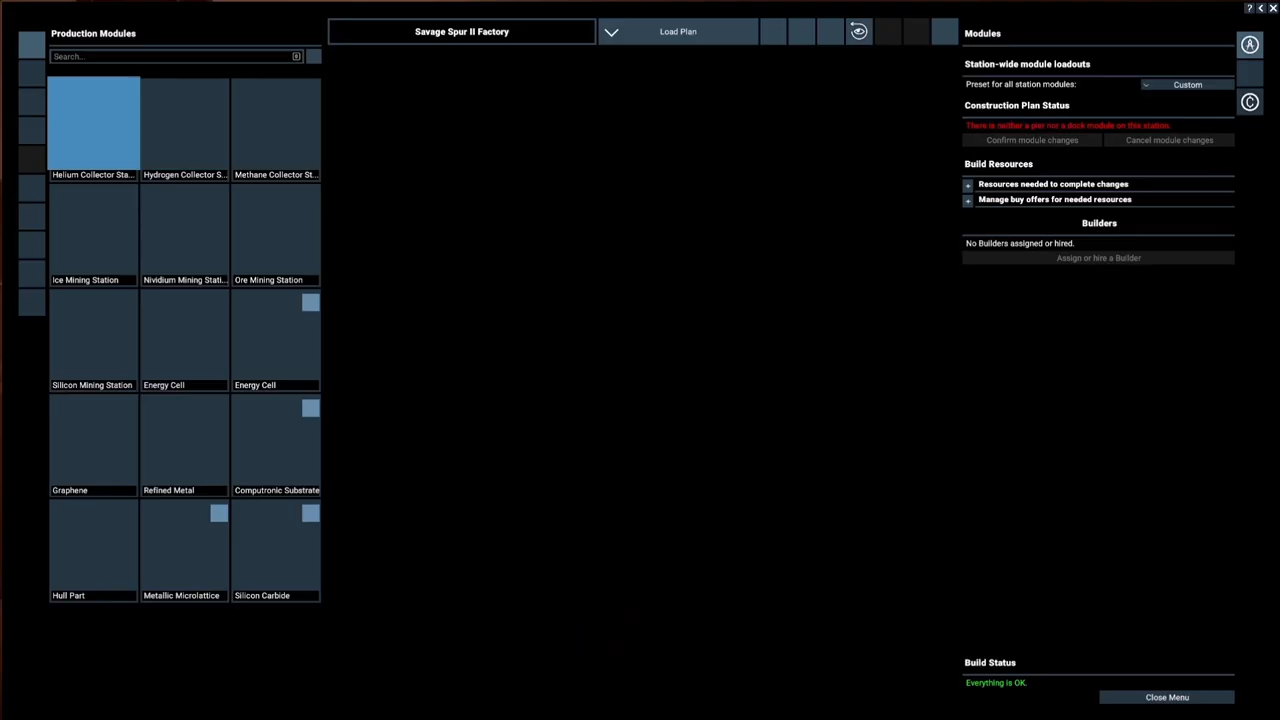 ? < X
Production Modules
Search...
Helium Collector Sta...
Hydrogen Collector S...
Methane Collector St...
Ice Mining Station
Nividium Mining Stati...
Ore Mining Station
Silicon Mining Station
Energy Cell
Energy Cell
Graphene
Refined Metal
Computronic Substrate
Hull Part
Metallic Microlattice
Silicon Carbide
Savage Spur II Factory
Load Plan
Modules
Station-wide module loadouts
Preset for all station modules:
Custom
Construction Plan Status
There is neither a pier nor a dock module on this station.
Confirm module changes
Cancel module changes
Build Resources
+ Resources needed to complete changes
+ Manage buy offers for needed resources
Builders
No Builders assigned or hired.
Assign or hire a Builder
Build Status
Everything is OK.
Close Menu
A
C